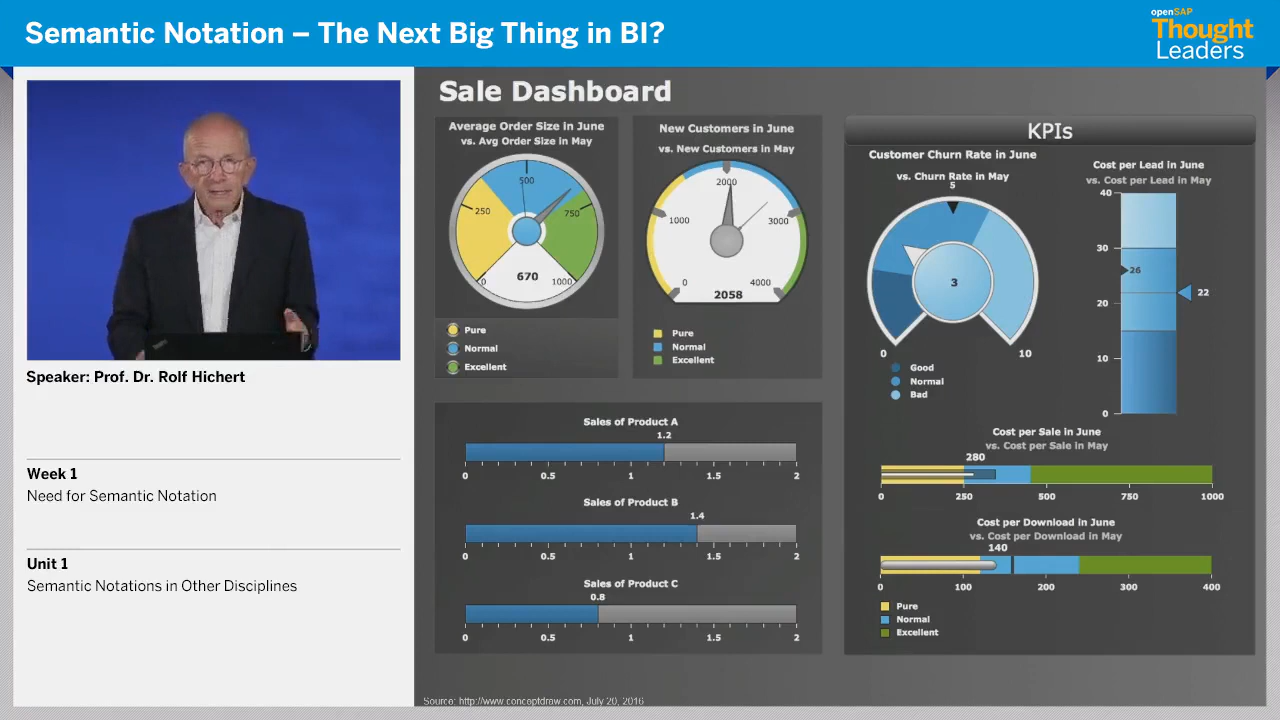 Semantic Notation – The Next Big Thing in BI?
openSAP
Thought
Leaders
Speaker: Prof. Dr. Rolf Hichert
Week 1
Need for Semantic Notation
Unit 1
Semantic Notations in Other Disciplines
Sale Dashboard
Average Order Size in June
vs. Avg Order Size in May
0
250
500
750
1000
670
Pure
Normal
Excellent
New Customers in June
vs. New Customers in May
0
1000
2000
3000
4000
2058
Pure
Normal
Excellent
Sales of Product A
1.2
0 0.5 1 1.5 2
Sales of Product B
1.4
0 0.5 1 1.5 2
Sales of Product C
0.8
0 0.5 1 1.5 2
KPIs
Customer Churn Rate in June
vs. Churn Rate in May
5
3
0 10
Good
Normal
Bad
Cost per Lead in June
vs. Cost per Lead in May
40
30
26
22
20
10
0
Cost per Sale in June
vs. Cost per Sale in May
280
0 250 500 750 1000
Cost per Download in June
vs. Cost per Download in May
140
0 100 200 300 400
Pure
Normal
Excellent
Source: http://www.conceptdraw.com, July 20, 2016